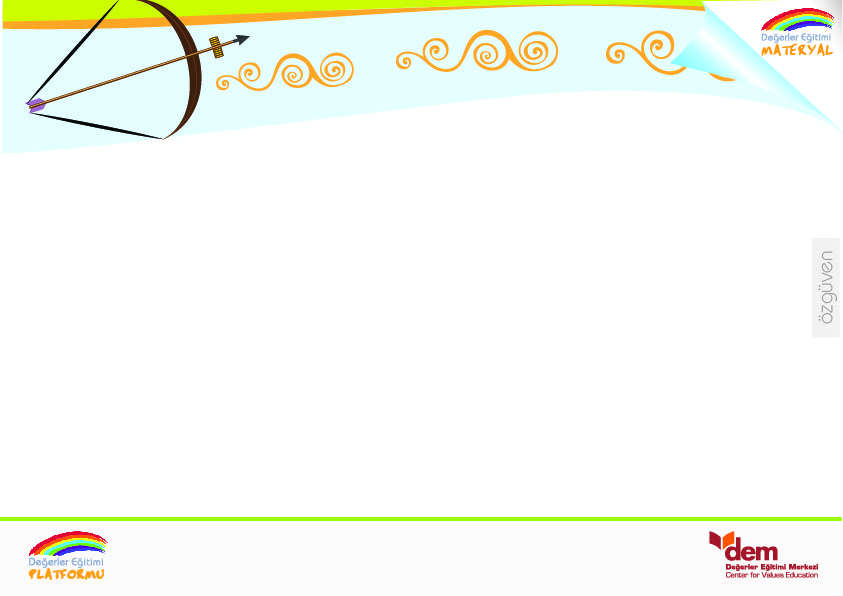 Değerler Eğitimi
MATERYAL
özgüven
Değerler Eğitimi
PLATFORMU
dem
Değerler Eğitimi Merkezi
Center for Values Education